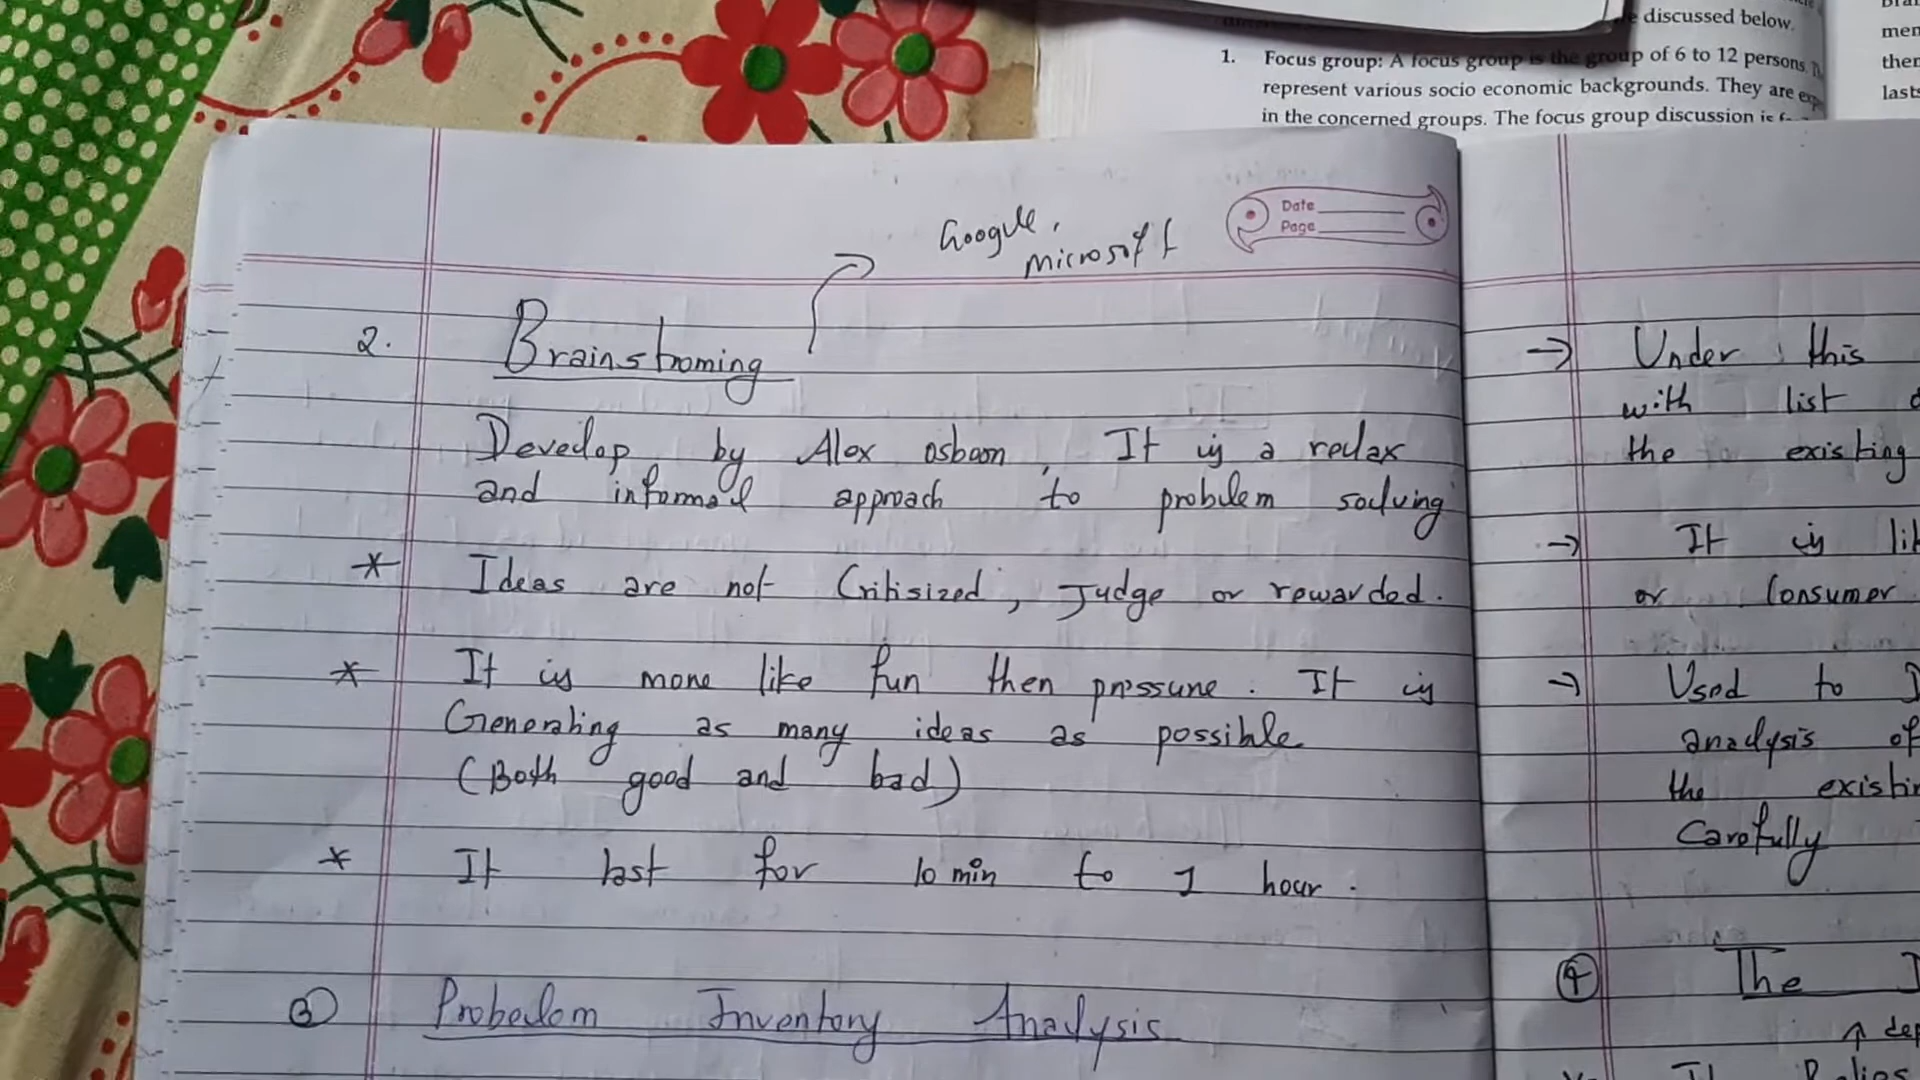 discussed below.
1. Focus group: A focus group is the group of 6 to 12 persons.
represent various socio economic backgrounds. They are
in the concerned groups. The focus group discussion is
then
lasts
Date
Page
Google,
Microsoft
2. Brainstroming
Develop by Alex osboon, It is a relax
and informal approach to problem solving
* Ideas are not Critisized, Judge or rewarded.
* It is more like fun then pressure. It is
Generating as many ideas as possible
(Both good and bad)
* It last for 10 min to 1 hour.
3 Probelem Inventory Analysis
→ Under this
with list
the existing
→ It is
or Consumer
→ Used to
analysis of
the
Carefully
4 The